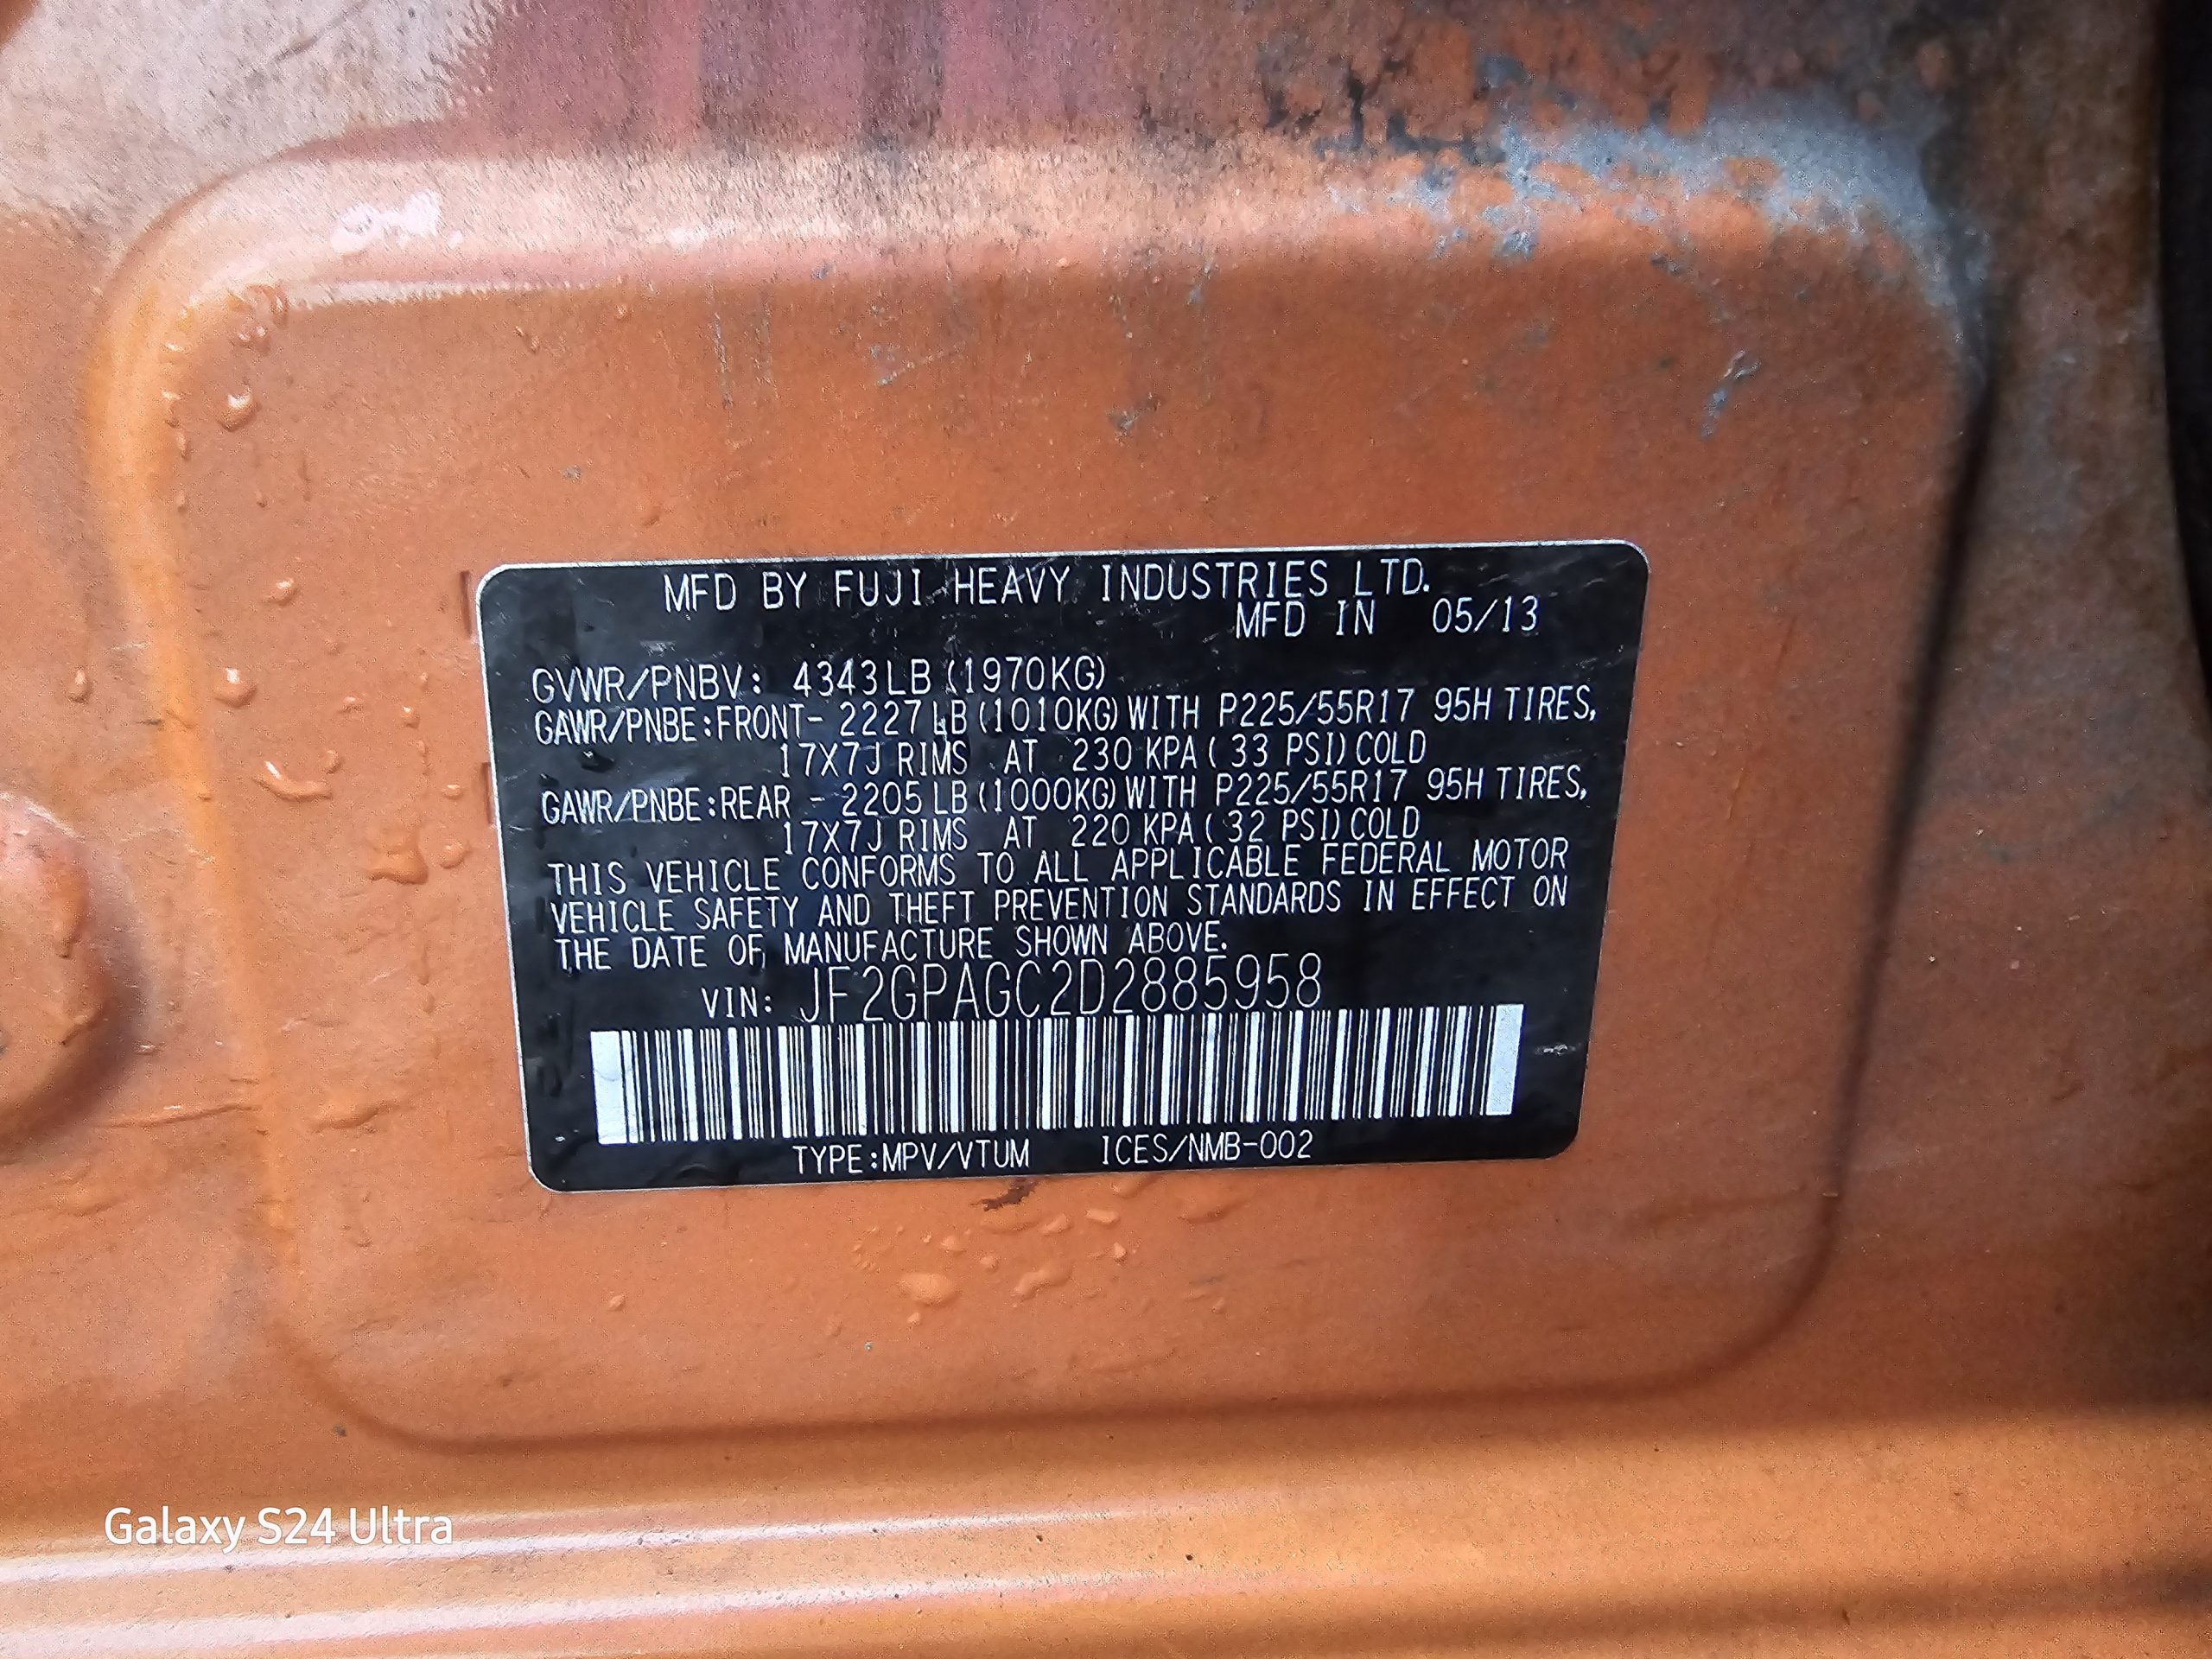 MFD BY FUJI HEAVY INDUSTRIES LTD.
MFD IN 05/13
GVWR/PNBV: 4343LB (1970KG)
GAWR/PNBE:FRONT- 2227LB (1010KG) WITH P225/55R17 95H TIRES,
17X7J RIMS AT 230 KPA ( 33 PSI) COLD
GAWR/PNBE:REAR - 2205LB (1000KG) WITH P225/55R17 95H TIRES,
17X7J RIMS AT 220 KPA ( 32 PSI) COLD
THIS VEHICLE CONFORMS TO ALL APPLICABLE FEDERAL MOTOR
VEHICLE SAFETY AND THEFT PREVENTION STANDARDS IN EFFECT ON
THE DATE OF MANUFACTURE SHOWN ABOVE.
VIN: JF2GPAGC2D2885958
TYPE:MPV/VTUM ICES/NMB-002
Galaxy S24 Ultra